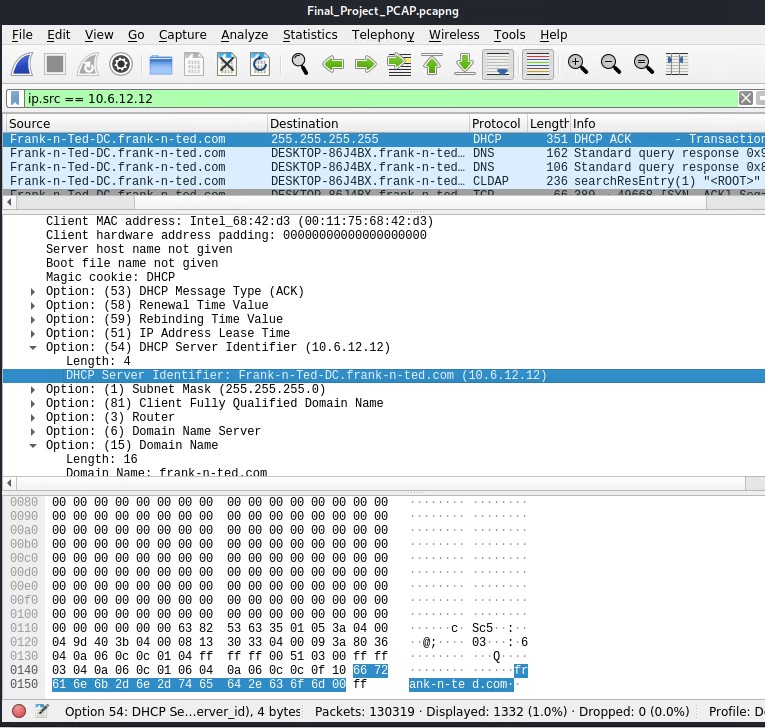 Final_Project_PCAP.pcapng
File Edit View Go Capture Analyze Statistics Telephony Wireless Tools Help
ip.src == 10.6.12.12
Source Destination Protocol Length Info
Frank-n-Ted-DC.frank-n-ted.com 255.255.255.255 DHCP 351 DHCP ACK - Transaction
Frank-n-Ted-DC.frank-n-ted.com DESKTOP-86J4BX.frank-n-ted… DNS 162 Standard query response 0x9
Frank-n-Ted-DC.frank-n-ted.com DESKTOP-86J4BX.frank-n-ted… DNS 106 Standard query response 0x8
Frank-n-Ted-DC.frank-n-ted.com DESKTOP-86J4BX.frank-n-ted… CLDAP 236 searchResEntry(1) "<ROOT>"
Client MAC address: Intel_68:42:d3 (00:11:75:68:42:d3)
Client hardware address padding: 00000000000000000000
Server host name not given
Boot file name not given
Magic cookie: DHCP
Option: (53) DHCP Message Type (ACK)
Option: (58) Renewal Time Value
Option: (59) Rebinding Time Value
Option: (51) IP Address Lease Time
Option: (54) DHCP Server Identifier (10.6.12.12)
Length: 4
DHCP Server Identifier: Frank-n-Ted-DC.frank-n-ted.com (10.6.12.12)
Option: (1) Subnet Mask (255.255.255.0)
Option: (81) Client Fully Qualified Domain Name
Option: (3) Router
Option: (6) Domain Name Server
Option: (15) Domain Name
Length: 16
Domain Name: frank-n-ted.com
0080 00 00 00 00 00 00 00 00 00 00 00 00 00 00 00 00 ········ ········
0090 00 00 00 00 00 00 00 00 00 00 00 00 00 00 00 00 ········ ········
00a0 00 00 00 00 00 00 00 00 00 00 00 00 00 00 00 00 ········ ········
00b0 00 00 00 00 00 00 00 00 00 00 00 00 00 00 00 00 ········ ········
00c0 00 00 00 00 00 00 00 00 00 00 00 00 00 00 00 00 ········ ········
00d0 00 00 00 00 00 00 00 00 00 00 00 00 00 00 00 00 ········ ········
00e0 00 00 00 00 00 00 00 00 00 00 00 00 00 00 00 00 ········ ········
00f0 00 00 00 00 00 00 00 00 00 00 00 00 00 00 00 00 ········ ········
0100 00 00 00 00 00 00 00 00 00 00 00 00 00 00 00 00 ········ ········
0110 00 00 00 00 00 00 63 82 53 63 35 01 05 3a 04 00 ······c· Sc5··:··
0120 04 9d 40 3b 04 00 08 13 30 33 04 00 09 3a 80 36 ··@;···· 03···:·6
0130 04 0a 06 0c 0c 01 04 ff ff ff 00 51 03 00 ff ff ········ ···Q····
0140 03 04 0a 06 0c 01 06 04 0a 06 0c 0c 0f 10 66 72 ········ ······fr
0150 61 6e 6b 2d 6e 2d 74 65 64 2e 63 6f 6d 00 ff ank-n-te d.com··
Option 54: DHCP Se…erver_id), 4 bytes Packets: 130319 · Displayed: 1332 (1.0%) · Dropped: 0 (0.0%) Profile: D